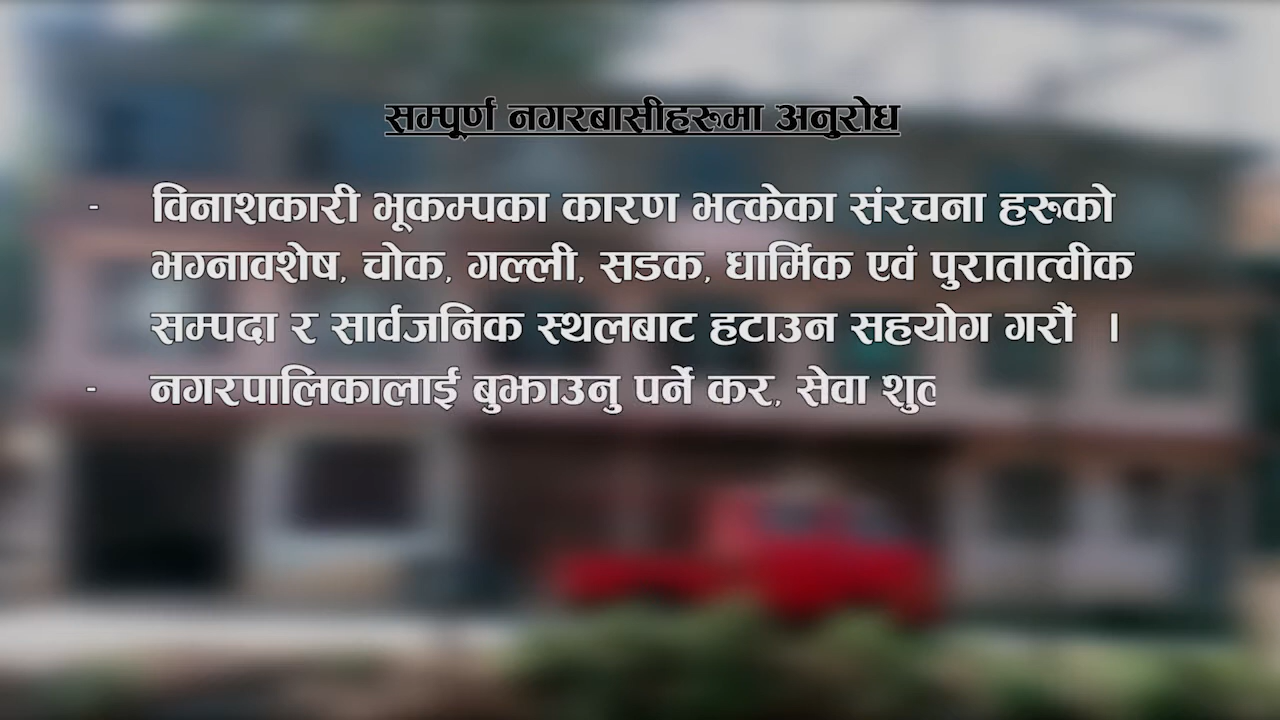 सम्पूर्ण नगरबासीहरुमा अनुरोध
- विनाशकारी भूकम्पका कारण भत्केका संरचना हरुको
भग्नावशेष, चोक, गल्ली, सडक, धार्मिक एवं पुरातात्वीक
सम्पदा र सार्वजनिक स्थलबाट हटाउन सहयोग गरौं ।
- नगरपालिकालाई बुझाउनु पर्ने कर, सेवा